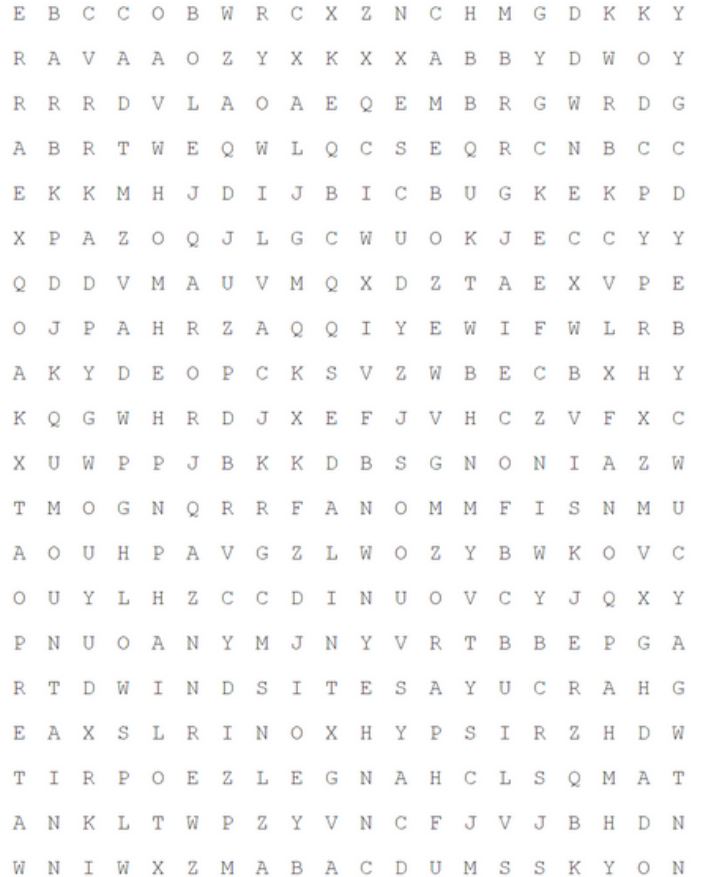 E B C C O B W R C X Z N C H M G D K K Y
R A V A A O Z Y X K X X A B B Y D W O Y
R R R D V L A O A E Q E M B R G W R D G
A B R T W E Q W L Q C S E Q R C N B C C
E K K M H J D I J B I C B U G K E K P D
X P A Z O Q J L G C W U O K J E C C Y Y
Q D D V M A U V M Q X D Z T A E X V P E
O J P A H R Z A Q Q I Y E W I F W L R B
A K Y D E O P C K S V Z W B E C B X H Y
K Q G W H R D J X E F J V H C Z V F X C
X U W P P J B K K D B S G N O N I A Z W
T M O G N Q R R F A N O M M F I S N M U
A O U H P A V G Z L W O Z Y B W K O V C
O U Y L H Z C C D I N U O V C Y J Q X Y
P N U O A N Y M J N Y V R T B B E P G A
R T D W I N D S I T E S A Y U C R A H G
E A X S L R I N O X H Y P S I R Z H D W
T I R P O E Z L E G N A H C L S Q M A T
A N K L T W P Z Y V N C F J V J B H D N
W N I W X Z M A B A C D U M S S K Y O N